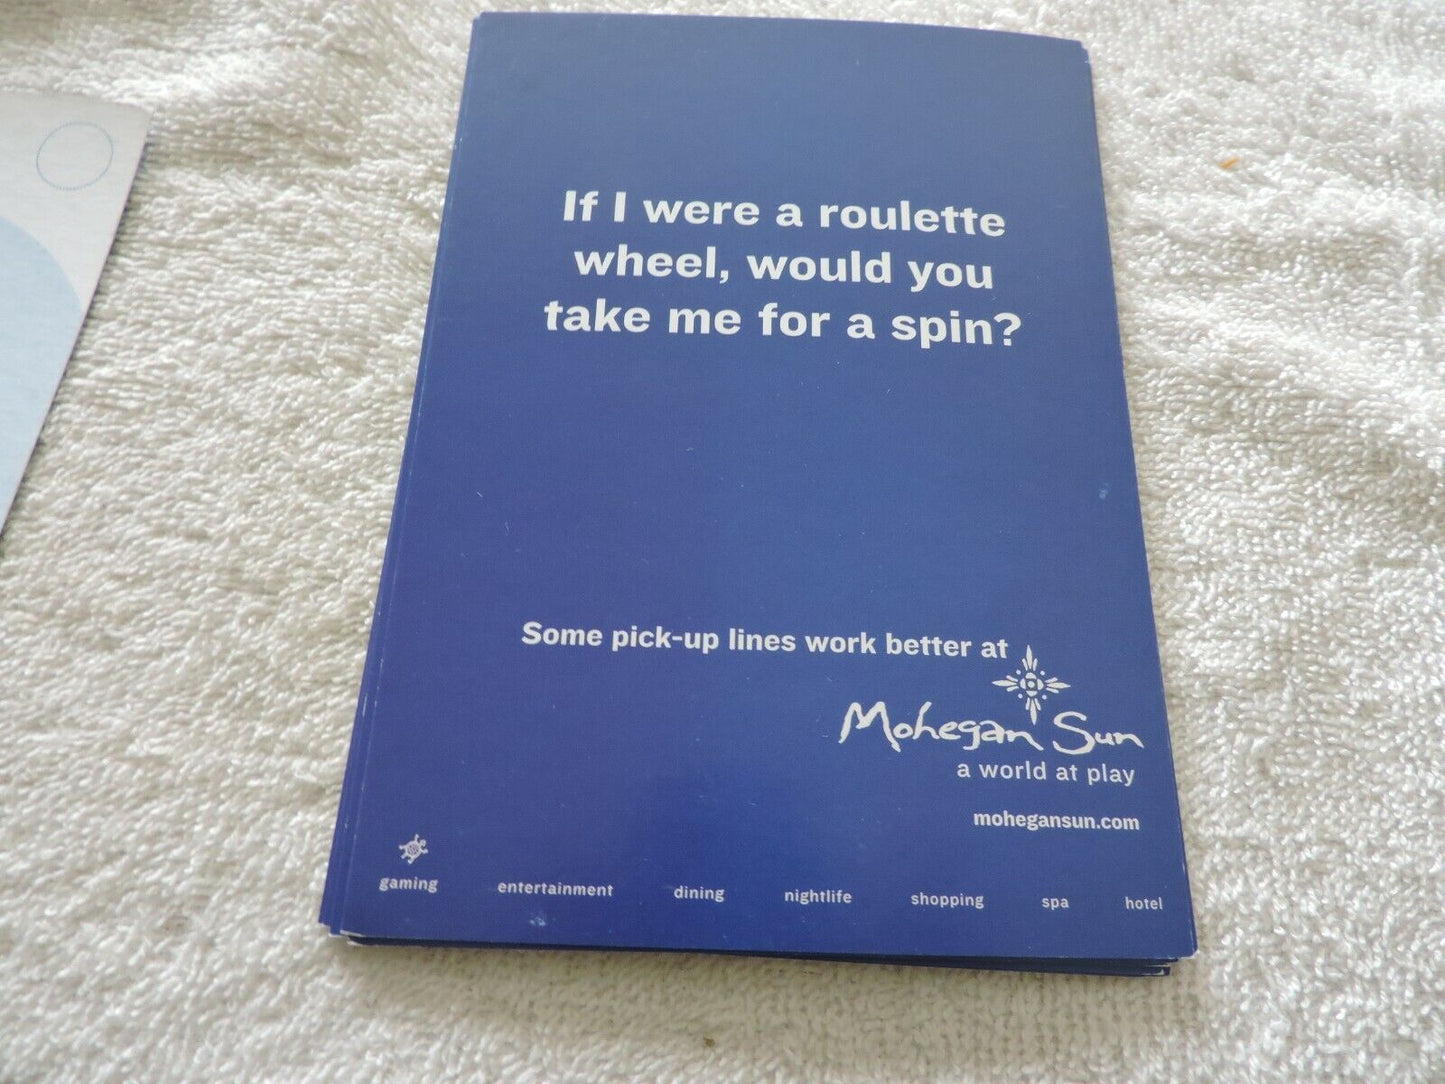 If I were a roulette
wheel, would you
take me for a spin?
Some pick-up lines work better at
Mohegan Sun
a world at play
mohegansun.com
gaming entertainment dining nightlife shopping spa hotel